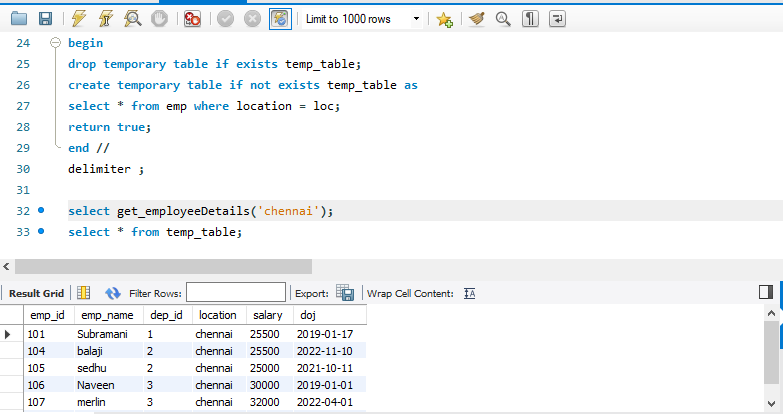 Limit to 1000 rows
24 begin
25 drop temporary table if exists temp_table;
26 create temporary table if not exists temp_table as
27 select * from emp where location = loc;
28 return true;
29 end //
30 delimiter ;
31
32 select get_employeeDetails('chennai');
33 select * from temp_table;
Result Grid Filter Rows: Export: Wrap Cell Content: IA
emp_id emp_name dep_id location salary doj
101 Subramani 1 chennai 25500 2019-01-17
104 balaji 2 chennai 25500 2022-11-10
105 sedhu 2 chennai 25000 2021-10-11
106 Naveen 3 chennai 30000 2019-01-01
107 merlin 3 chennai 32000 2022-04-01